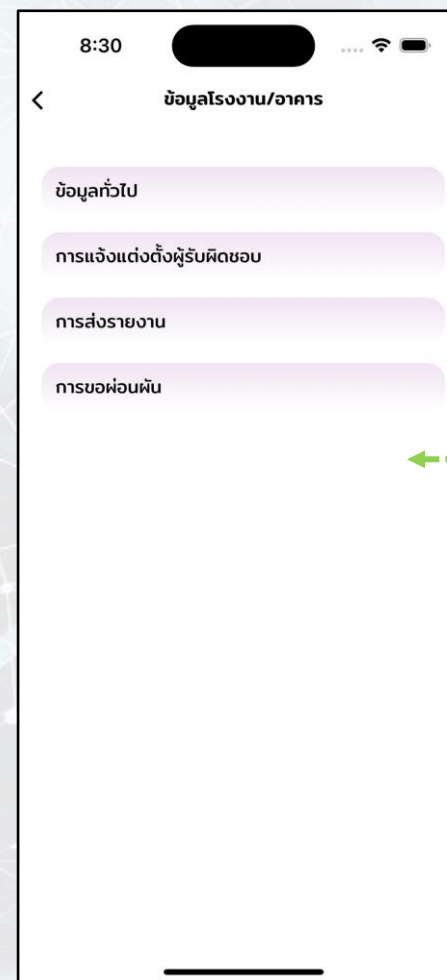 8:30
ข้อมูลโรงงาน/อาคาร
ข้อมูลทั่วไป
การแจ้งแต่งตั้งผู้รับผิดชอบ
การส่งรายงาน
การขอผ่อนผัน